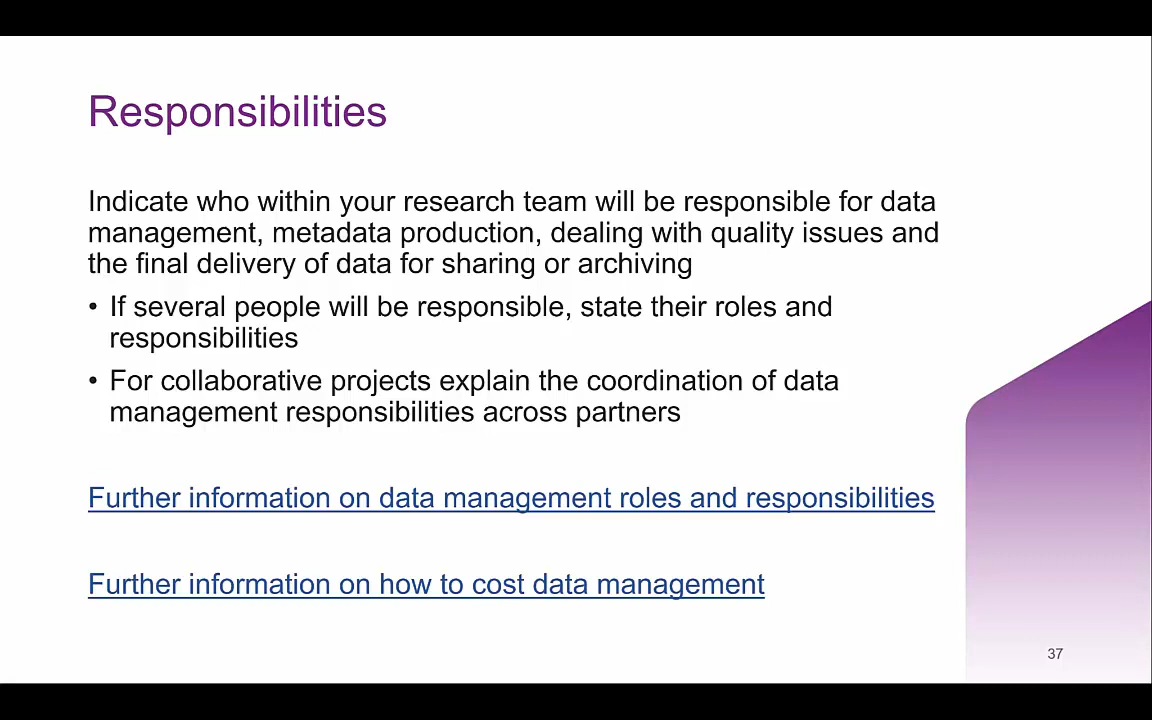 Responsibilities
Indicate who within your research team will be responsible for data
management, metadata production, dealing with quality issues and
the final delivery of data for sharing or archiving
• If several people will be responsible, state their roles and
responsibilities
• For collaborative projects explain the coordination of data
management responsibilities across partners
Further information on data management roles and responsibilities
Further information on how to cost data management
37